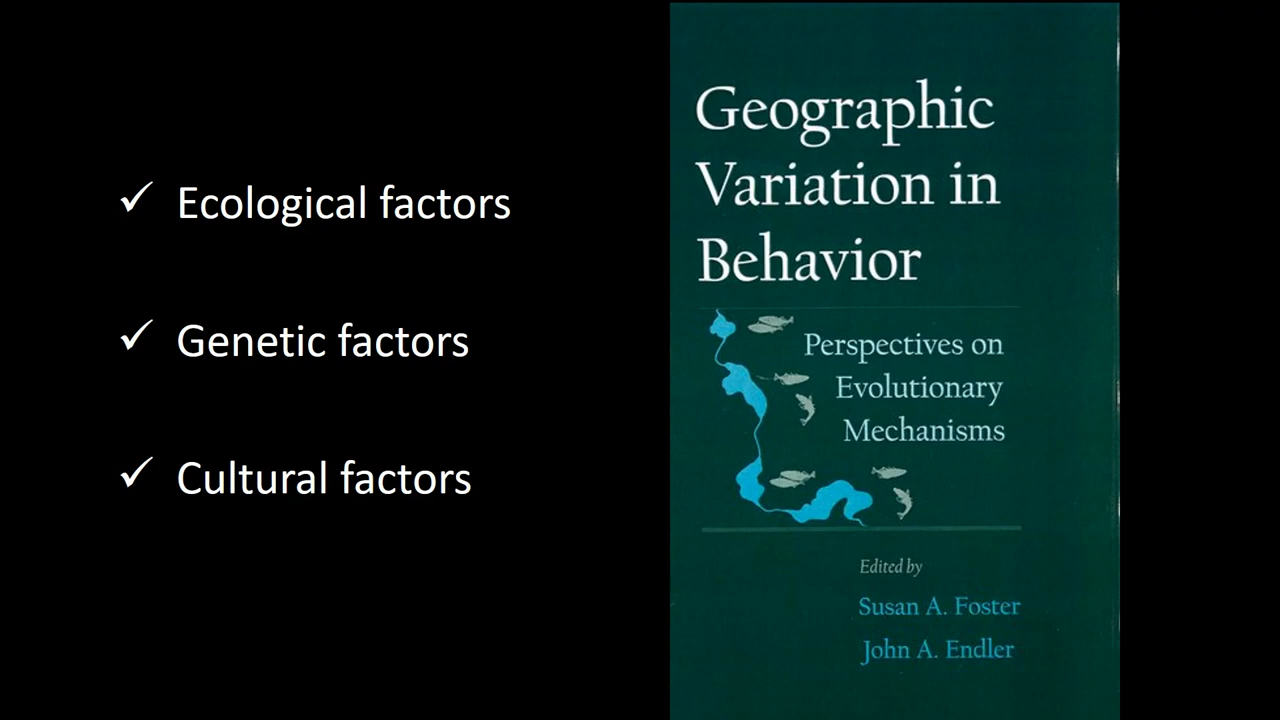 ✓ Ecological factors
✓ Genetic factors
✓ Cultural factors
Geographic
Variation in
Behavior
Perspectives on
Evolutionary
Mechanisms
Edited by
Susan A. Foster
John A. Endler